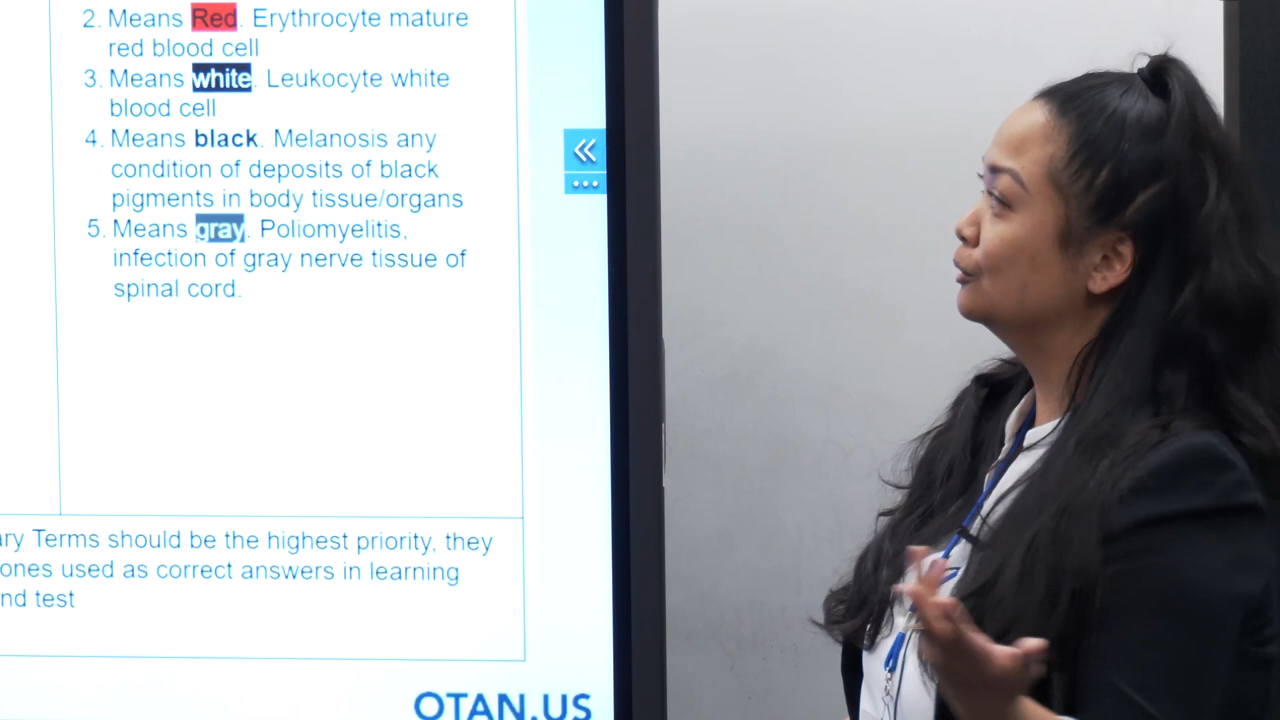 2. Means Red. Erythrocyte mature
red blood cell
3. Means white. Leukocyte white
blood cell
4. Means black. Melanosis any
condition of deposits of black
pigments in body tissue/organs
5. Means gray. Poliomyelitis,
infection of gray nerve tissue of
spinal cord.
ary Terms should be the highest priority, they
ones used as correct answers in learning
nd test
OTAN.US